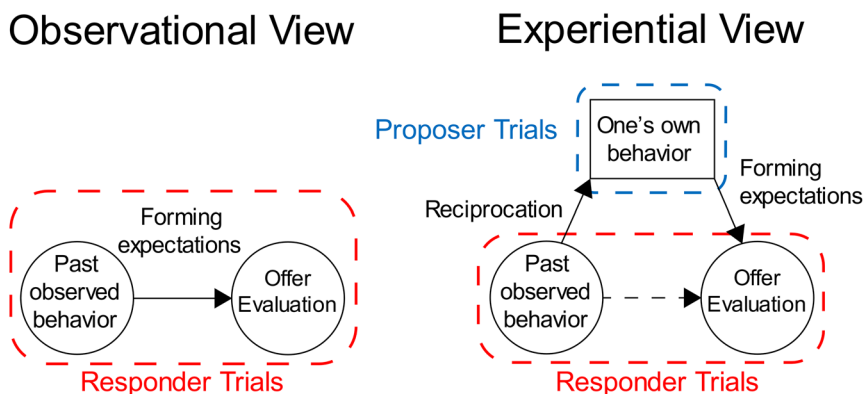 Observational View
Forming
expectations
Past
observed
behavior
Offer
Evaluation
Responder Trials
Experiential View
Proposer Trials
One's own
behavior
Reciprocation
Forming
expectations
Past
observed
behavior
Offer
Evaluation
Responder Trials